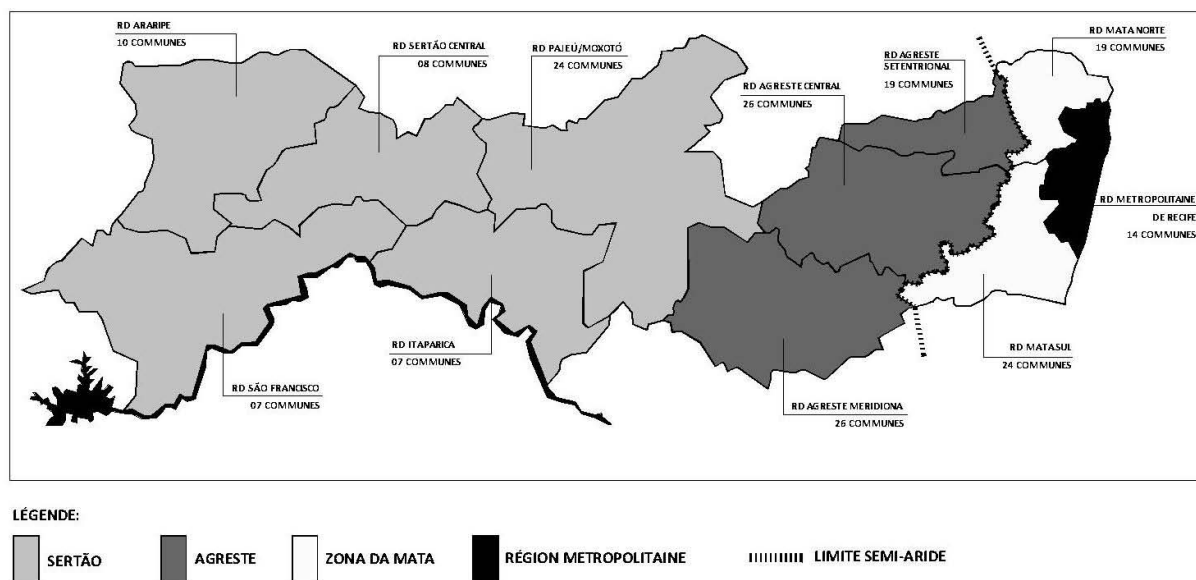 RD ARARIPE
10 COMMUNES
RD SERTÃO CENTRAL
08 COMMUNES
RD PAJEÚ/MOXOTÓ
24 COMMUNES
RD AGRESTE CENTRAL
26 COMMUNES
RD AGRESTE
SETENTRIONAL
19 COMMUNES
RD MATA NORTE
19 COMMUNES
RD METROPOLITAINE
DE RECIFE
14 COMMUNES
RD ITAPARICA
07 COMMUNES
RD MATA SUL
24 COMMUNES
RD SÃO FRANCISCO
07 COMMUNES
RD AGRESTE MERIDIONA
26 COMMUNES
LÉGENDE:
SERTÃO
AGRESTE
ZONA DA MATA
RÉGION METROPOLITAINE
LIMITE SEMI-ARIDE